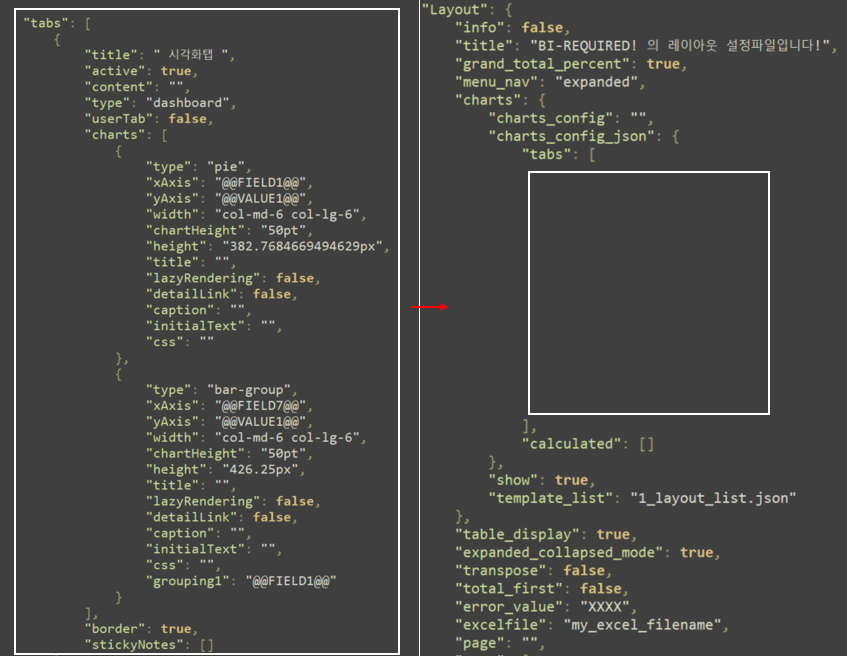 "tabs": [
{
"title": " 시각화탭 ",
"active": true,
"content": "",
"type": "dashboard",
"userTab": false,
"charts": [
{
"type": "pie",
"xAxis": "@@FIELD1@@",
"yAxis": "@@VALUE1@@",
"width": "col-md-6 col-lg-6",
"chartHeight": "50pt",
"height": "382.7684669494629px",
"title": "",
"lazyRendering": false,
"detailLink": false,
"caption": "",
"initialText": "",
"css": ""
},
{
"type": "bar-group",
"xAxis": "@@FIELD7@@",
"yAxis": "@@VALUE1@@",
"width": "col-md-6 col-lg-6",
"chartHeight": "50pt",
"height": "426.25px",
"title": "",
"lazyRendering": false,
"detailLink": false,
"caption": "",
"initialText": "",
"css": "",
"grouping1": "@@FIELD1@@"
}
],
"border": true,
"stickyNotes": []
"Layout": {
"info": false,
"title": "BI-REQUIRED! 의 레이아웃 설정파일입니다!",
"grand_total_percent": true,
"menu_nav": "expanded",
"charts": {
"charts_config": "",
"charts_config_json": {
"tabs": [
],
"calculated": []
},
"show": true,
"template_list": "1_layout_list.json"
},
"table_display": true,
"expanded_collapsed_mode": true,
"transpose": false,
"total_first": false,
"error_value": "XXXX",
"excelfile": "my_excel_filename",
"page": "",